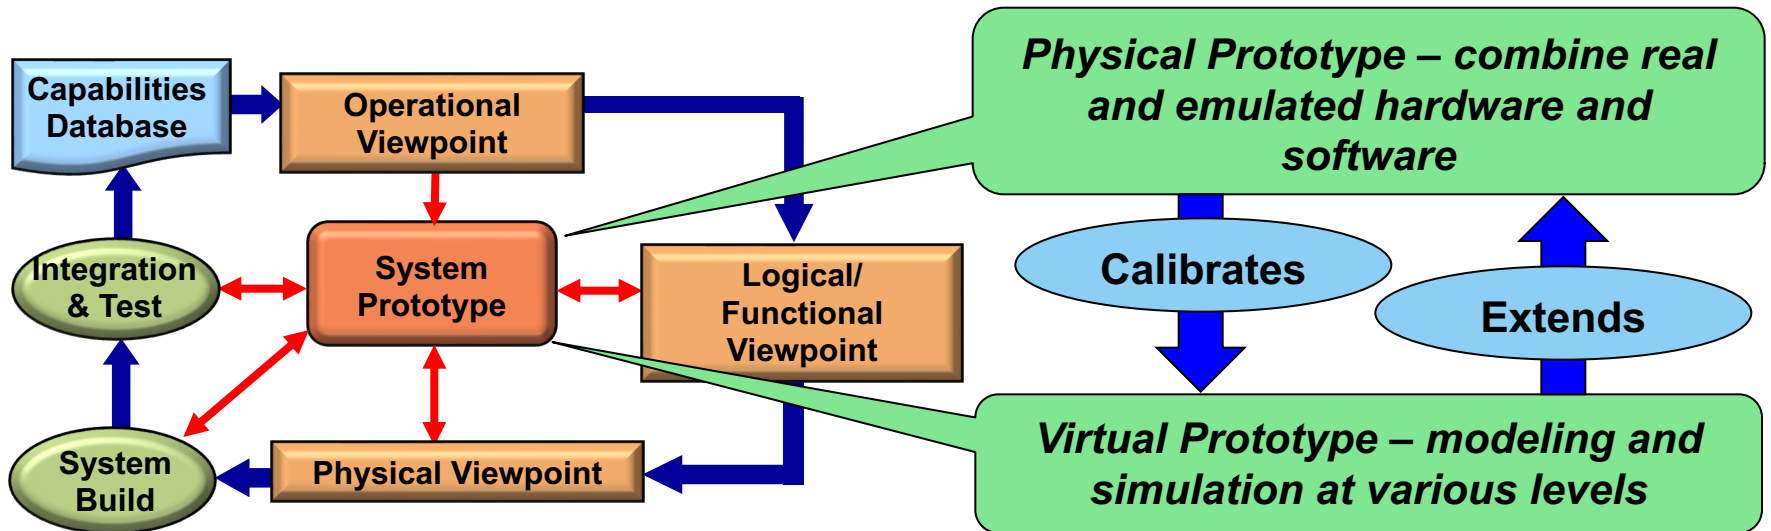 Capabilities
Database
Operational
Viewpoint
Integration
& Test
System
Prototype
Logical/
Functional
Viewpoint
System
Build
Physical Viewpoint
Physical Prototype – combine real
and emulated hardware and
software
Calibrates
Extends
Virtual Prototype – modeling and
simulation at various levels